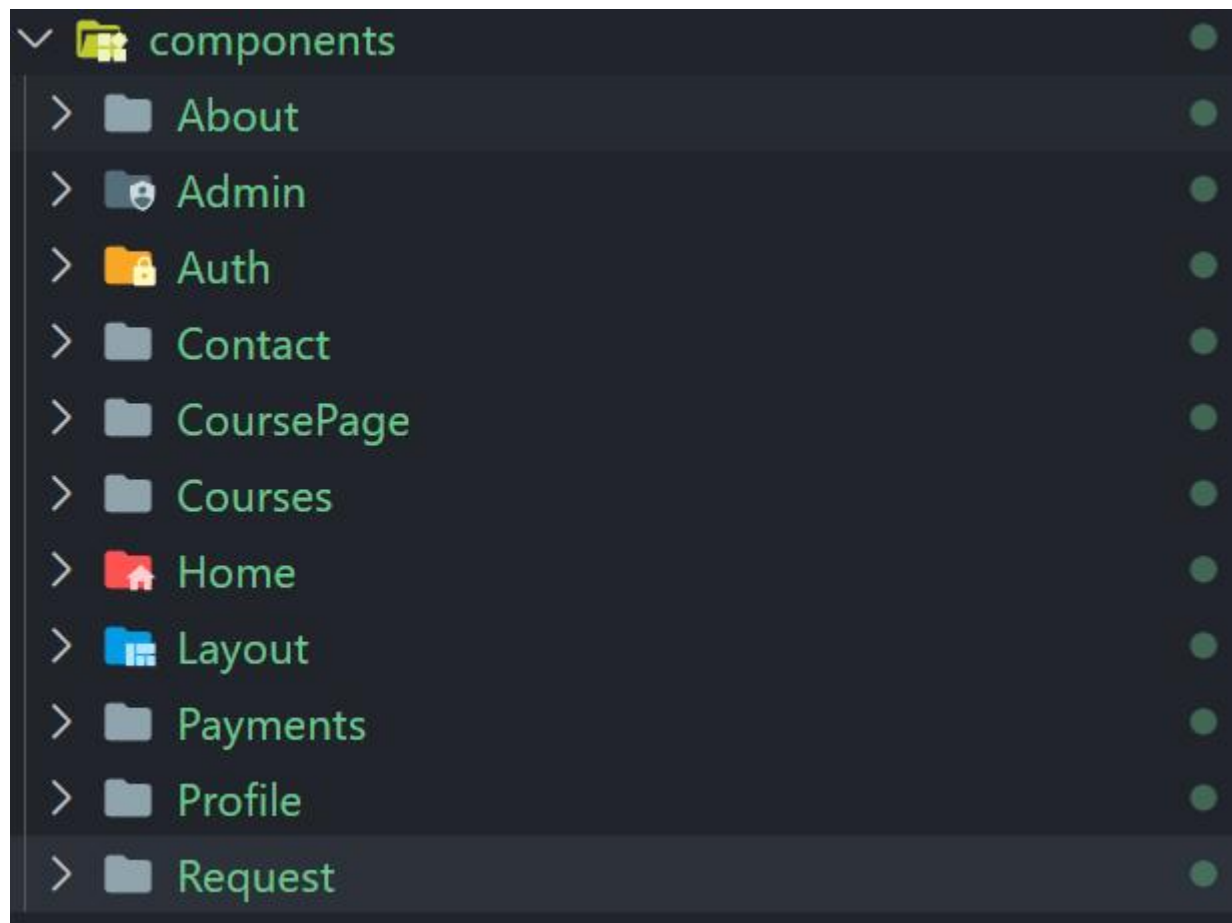 components
About
Admin
Auth
Contact
CoursePage
Courses
Home
Layout
Payments
Profile
Request